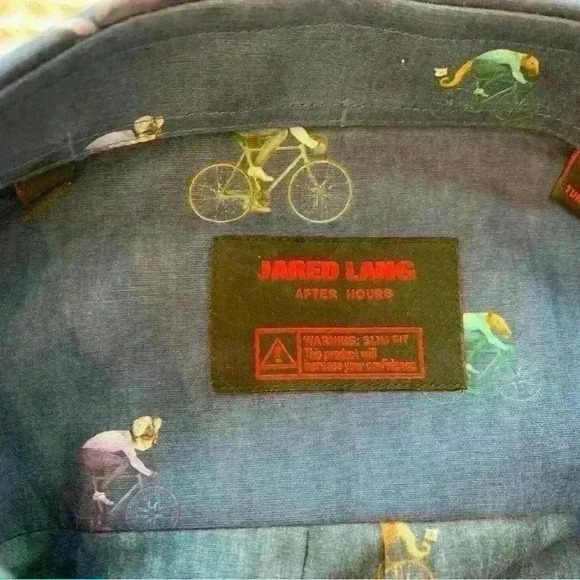 JARED LANG
AFTER HOURS
WARNING: SLIM FIT
This product will
increase your confidence.